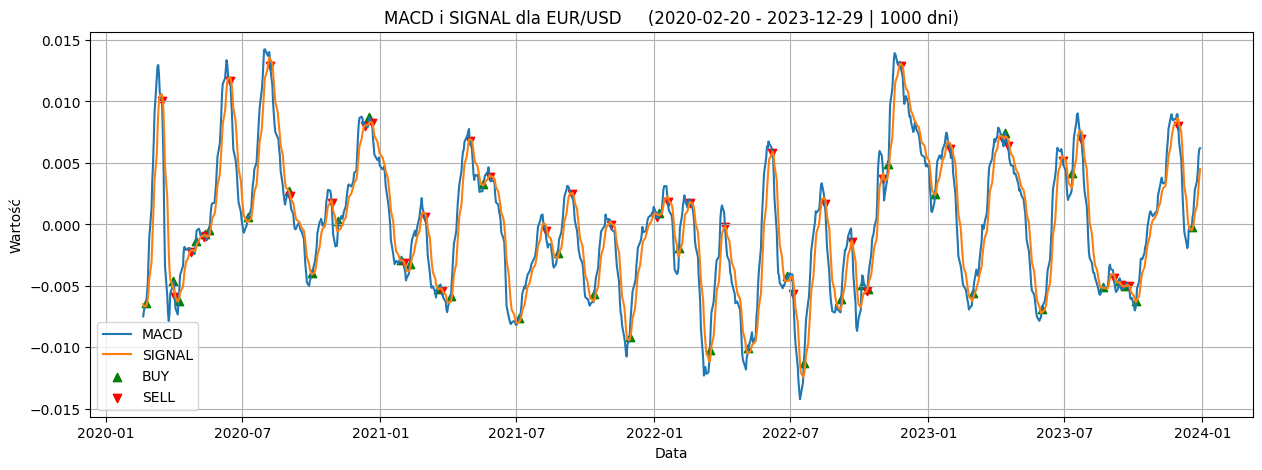 MACD i SIGNAL dla EUR/USD     (2020-02-20 - 2023-12-29 | 1000 dni)
0.015
0.010
0.005
0.000
−0.005
−0.010
−0.015
Wartość
MACD
SIGNAL
BUY
SELL
2020-01 2020-07 2021-01 2021-07 2022-01 2022-07 2023-01 2023-07 2024-01
Data